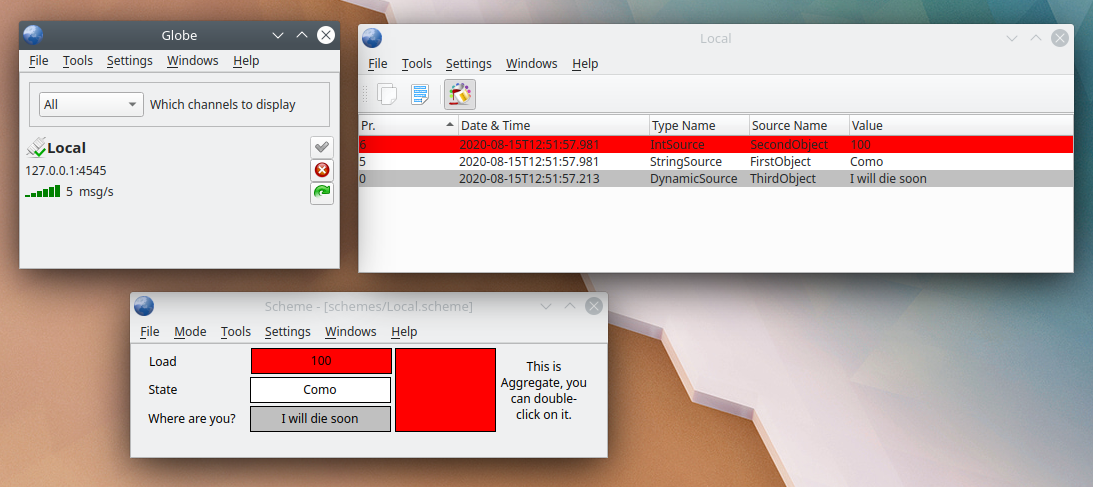 Globe
File Tools Settings Windows Help
All Which channels to display
Local
127.0.0.1:4545
5 msg/s
Local
File Tools Settings Windows Help
Pr. Date & Time Type Name Source Name Value
6 2020-08-15T12:51:57.981 IntSource SecondObject 100
5 2020-08-15T12:51:57.981 StringSource FirstObject Como
0 2020-08-15T12:51:57.213 DynamicSource ThirdObject I will die soon
Scheme - [schemes/Local.scheme]
File Mode Tools Settings Windows Help
Load 100
State Como
Where are you? I will die soon
This is
Aggregate, you
can double-
click on it.